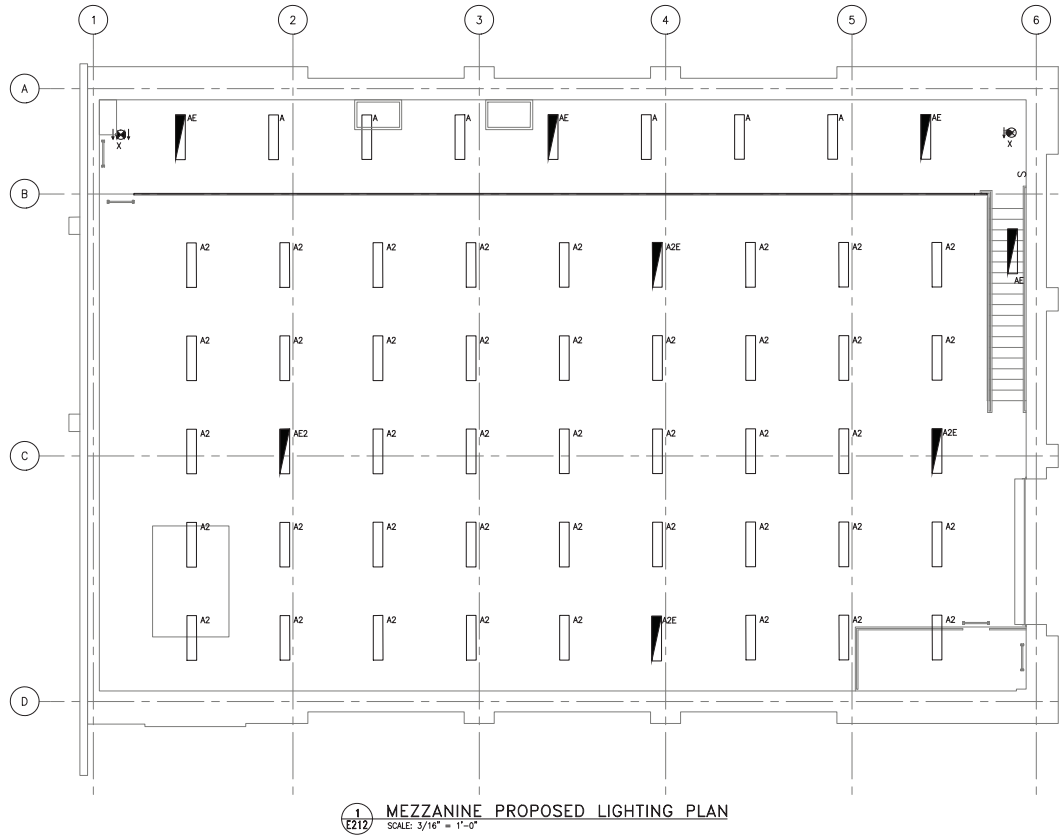 1 2 3 4 5 6
A
AE A A A AE A A A AE
X X
S
B
A2 A2 A2 A2 A2 A2E A2 A2 A2
AE
A2 A2 A2 A2 A2 A2 A2 A2 A2
A2 AE2 A2 A2 A2 A2 A2 A2 A2E
C
A2 A2 A2 A2 A2 A2 A2 A2 A2
A2 A2 A2 A2 A2 A2E A2 A2 A2
D
1 MEZZANINE PROPOSED LIGHTING PLAN
E212 SCALE: 3/16" = 1'-0"